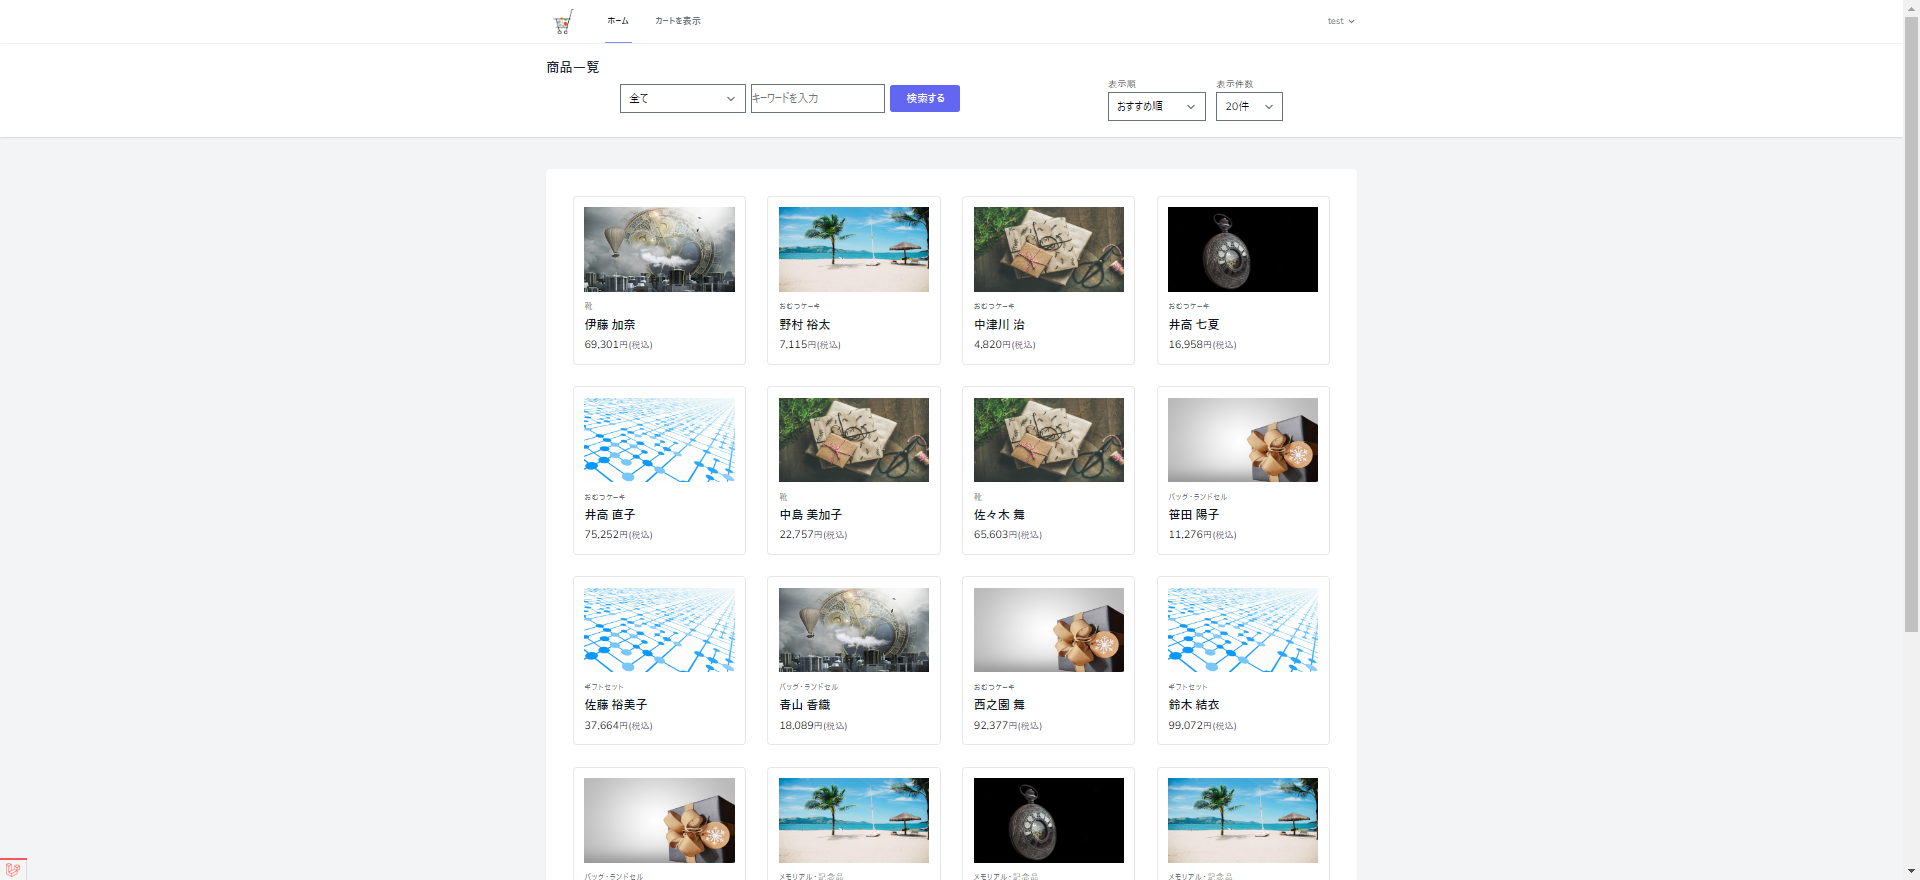 ホーム カートを表示 test
商品一覧
全て キーワードを入力 検索する
表示順 表示件数
おすすめ順 20件
靴 おむつケーキ おむつケーキ おむつケーキ
伊藤 加奈 野村 裕太 中津川 治 井高 七夏
69,301円(税込) 7,115円(税込) 4,820円(税込) 16,958円(税込)
おむつケーキ 靴 靴 バッグ・ランドセル
井高 直子 中島 美加子 佐々木 舞 笹田 陽子
75,252円(税込) 22,757円(税込) 65,603円(税込) 11,276円(税込)
ギフトセット バッグ・ランドセル おむつケーキ ギフトセット
佐藤 裕美子 青山 香織 西之園 舞 鈴木 結衣
37,664円(税込) 18,089円(税込) 92,377円(税込) 99,072円(税込)
バッグ・ランドセル メモリアル・記念品 メモリアル・記念品 メモリアル・記念品